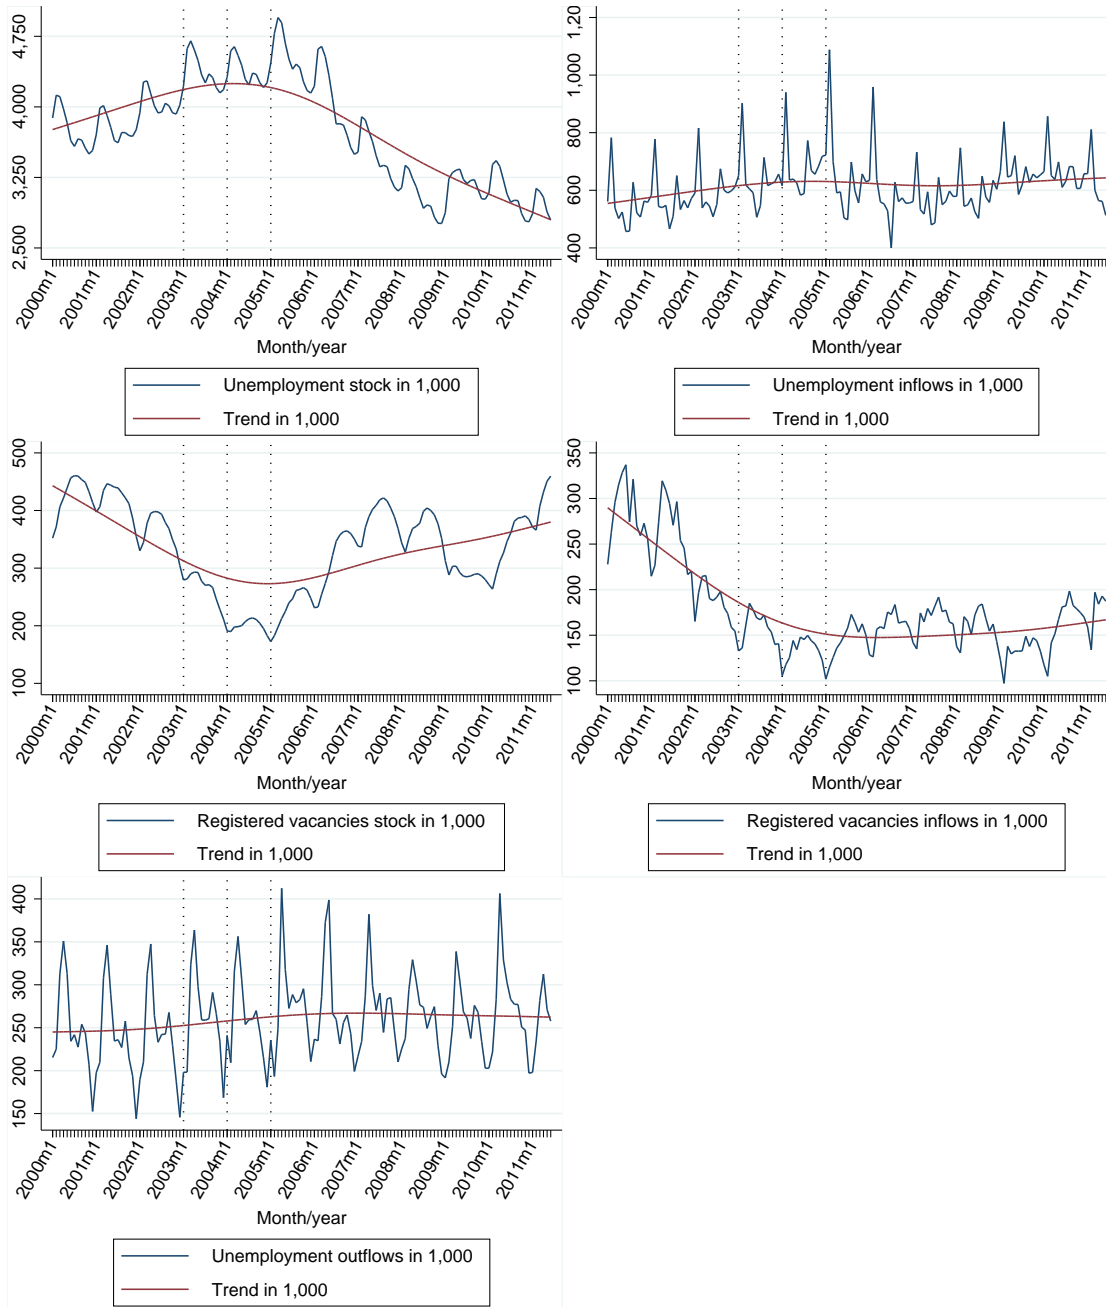 4,750
4,000
3,250
2,500
2000m1
2001m1
2002m1
2003m1
2004m1
2005m1
2006m1
2007m1
2008m1
2009m1
2010m1
2011m1
Month/year
Unemployment stock in 1,000
Trend in 1,000
1,20
1,000
800
600
400
2000m1
2001m1
2002m1
2003m1
2004m1
2005m1
2006m1
2007m1
2008m1
2009m1
2010m1
2011m1
Month/year
Unemployment inflows in 1,000
Trend in 1,000
500
400
300
200
100
2000m1
2001m1
2002m1
2003m1
2004m1
2005m1
2006m1
2007m1
2008m1
2009m1
2010m1
2011m1
Month/year
Registered vacancies stock in 1,000
Trend in 1,000
350
300
250
200
150
100
2000m1
2001m1
2002m1
2003m1
2004m1
2005m1
2006m1
2007m1
2008m1
2009m1
2010m1
2011m1
Month/year
Registered vacancies inflows in 1,000
Trend in 1,000
400
350
300
250
200
150
2000m1
2001m1
2002m1
2003m1
2004m1
2005m1
2006m1
2007m1
2008m1
2009m1
2010m1
2011m1
Month/year
Unemployment outflows in 1,000
Trend in 1,000